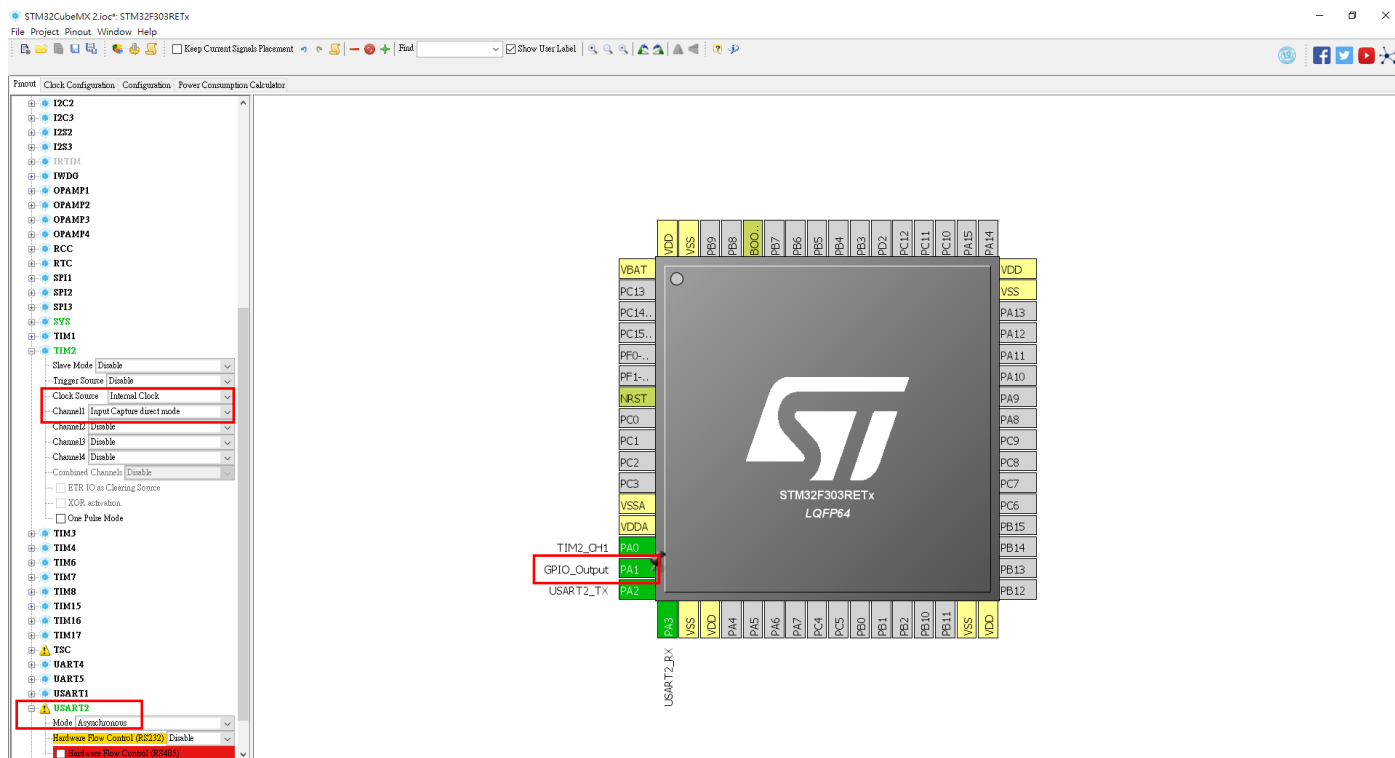 STM32CubeMX 2.ioc*: STM32F303RETx
File Project Pinout Window Help
Keep Current Signals Placement Find Show User Label
Pinout Clock Configuration Configuration Power Consumption Calculator
I2C2
I2C3
I2S2
I2S3
IRTIM
IWDG
OPAMP1
OPAMP2
OPAMP3
OPAMP4
RCC
RTC
SPI1
SPI2
SPI3
SYS
TIM1
TIM2
Slave Mode Disable
Trigger Source Disable
Clock Source Internal Clock
Channel1 Input Capture direct mode
Channel2 Disable
Channel3 Disable
Channel4 Disable
Combined Channels Disable
ETR IO as Clearing Source
XOR activation
One Pulse Mode
TIM3
TIM4
TIM6
TIM7
TIM8
TIM15
TIM16
TIM17
TSC
UART4
UART5
USART1
USART2
Mode Asynchronous
Hardware Flow Control (RS232) Disable
Hardware Flow Control (RS485)
VDD
VSS
PB9
PB8
BOO..
PB7
PB6
PB5
PB4
PB3
PD2
PC12
PC11
PC10
PA15
PA14
VBAT
PC13
PC14..
PC15..
PF0-..
PF1-..
NRST
PC0
PC1
PC2
PC3
VSSA
VDDA
TIM2_CH1 PA0
GPIO_Output PA1
USART2_TX PA2
ST
STM32F303RETx
LQFP64
VDD
VSS
PA13
PA12
PA11
PA10
PA9
PA8
PC9
PC8
PC7
PC6
PB15
PB14
PB13
PB12
PA3
VSS
VDD
PA4
PA5
PA6
PA7
PC4
PC5
PB0
PB1
PB2
PB10
PB11
VSS
VDD
USART2_RX